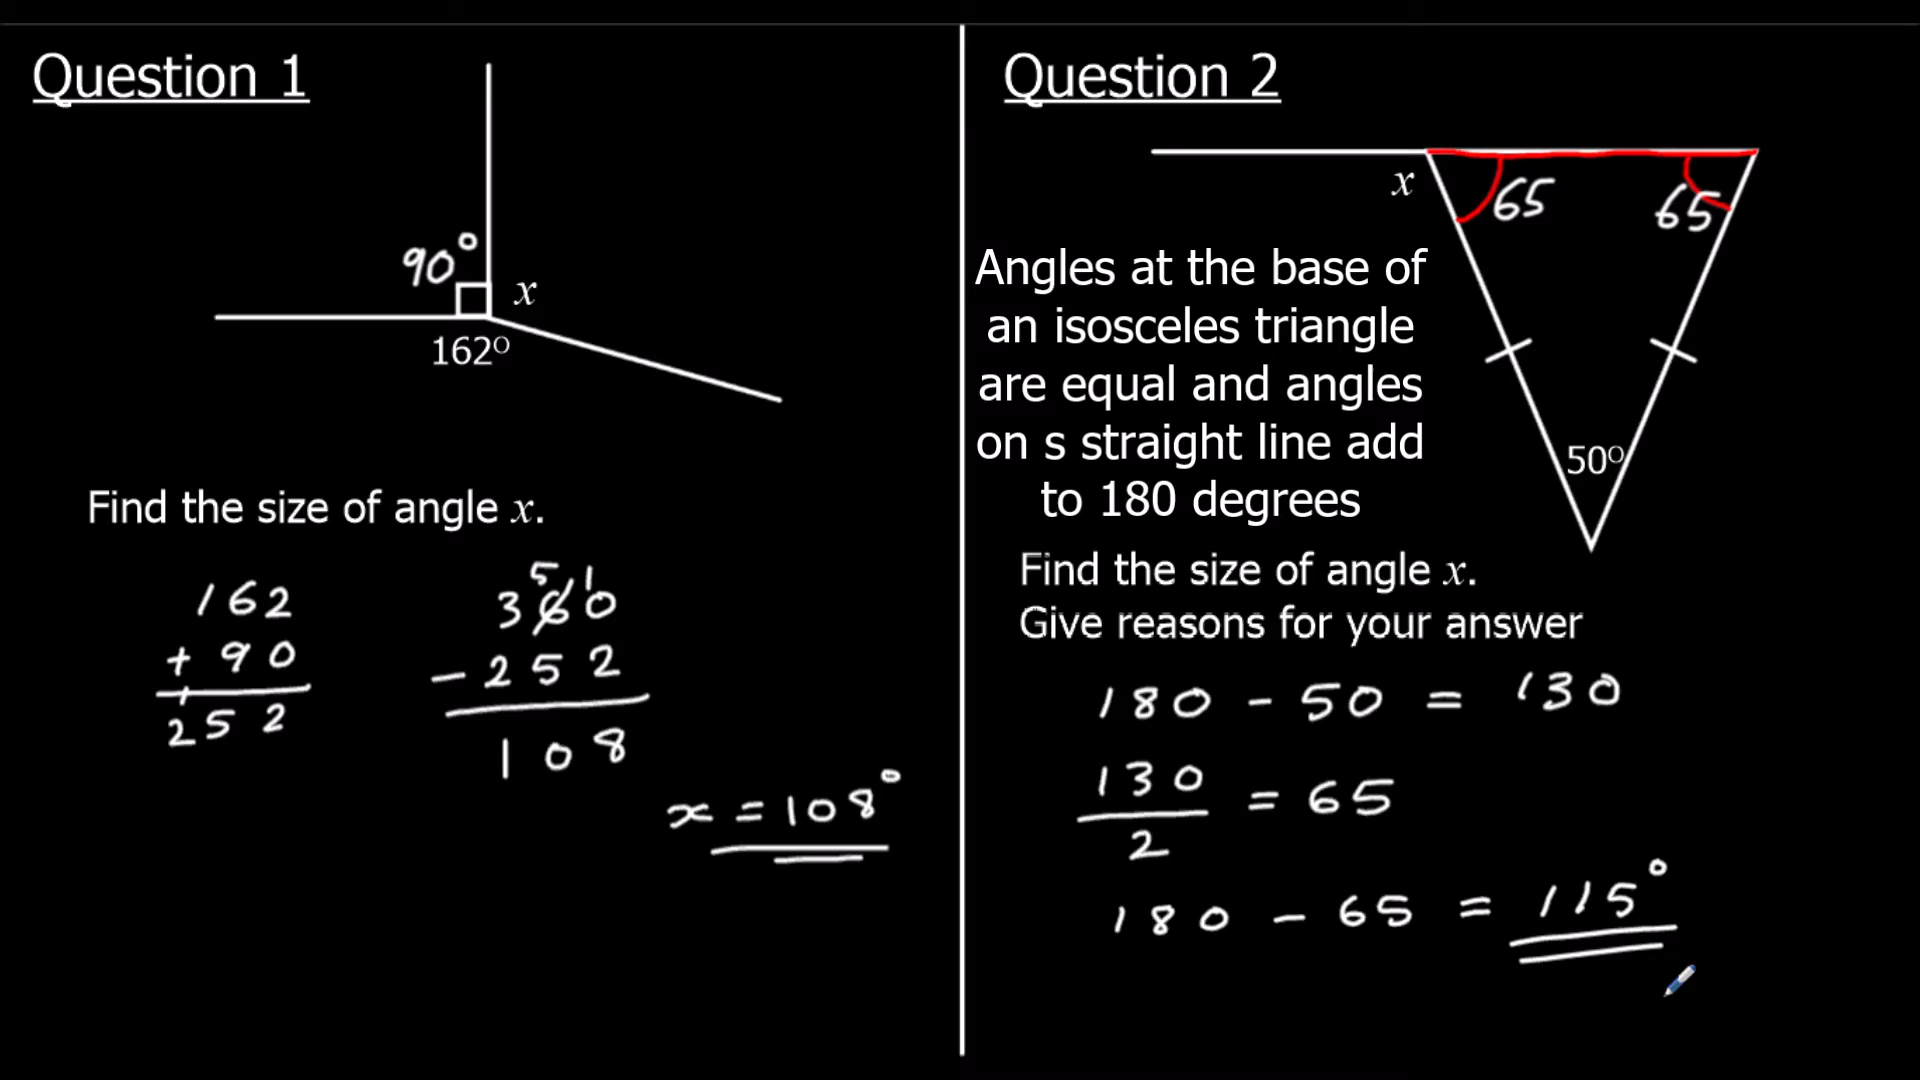 Question 1
90°
x
162°
Find the size of angle x.
162
+ 90
1
252
5 1
360
- 252
108
x = 108°
Question 2
x
65
65
Angles at the base of
an isosceles triangle
are equal and angles
on s straight line add
to 180 degrees
50°
Find the size of angle x.
Give reasons for your answer
180 - 50 = 130
130
2
= 65
180 - 65 = 115°